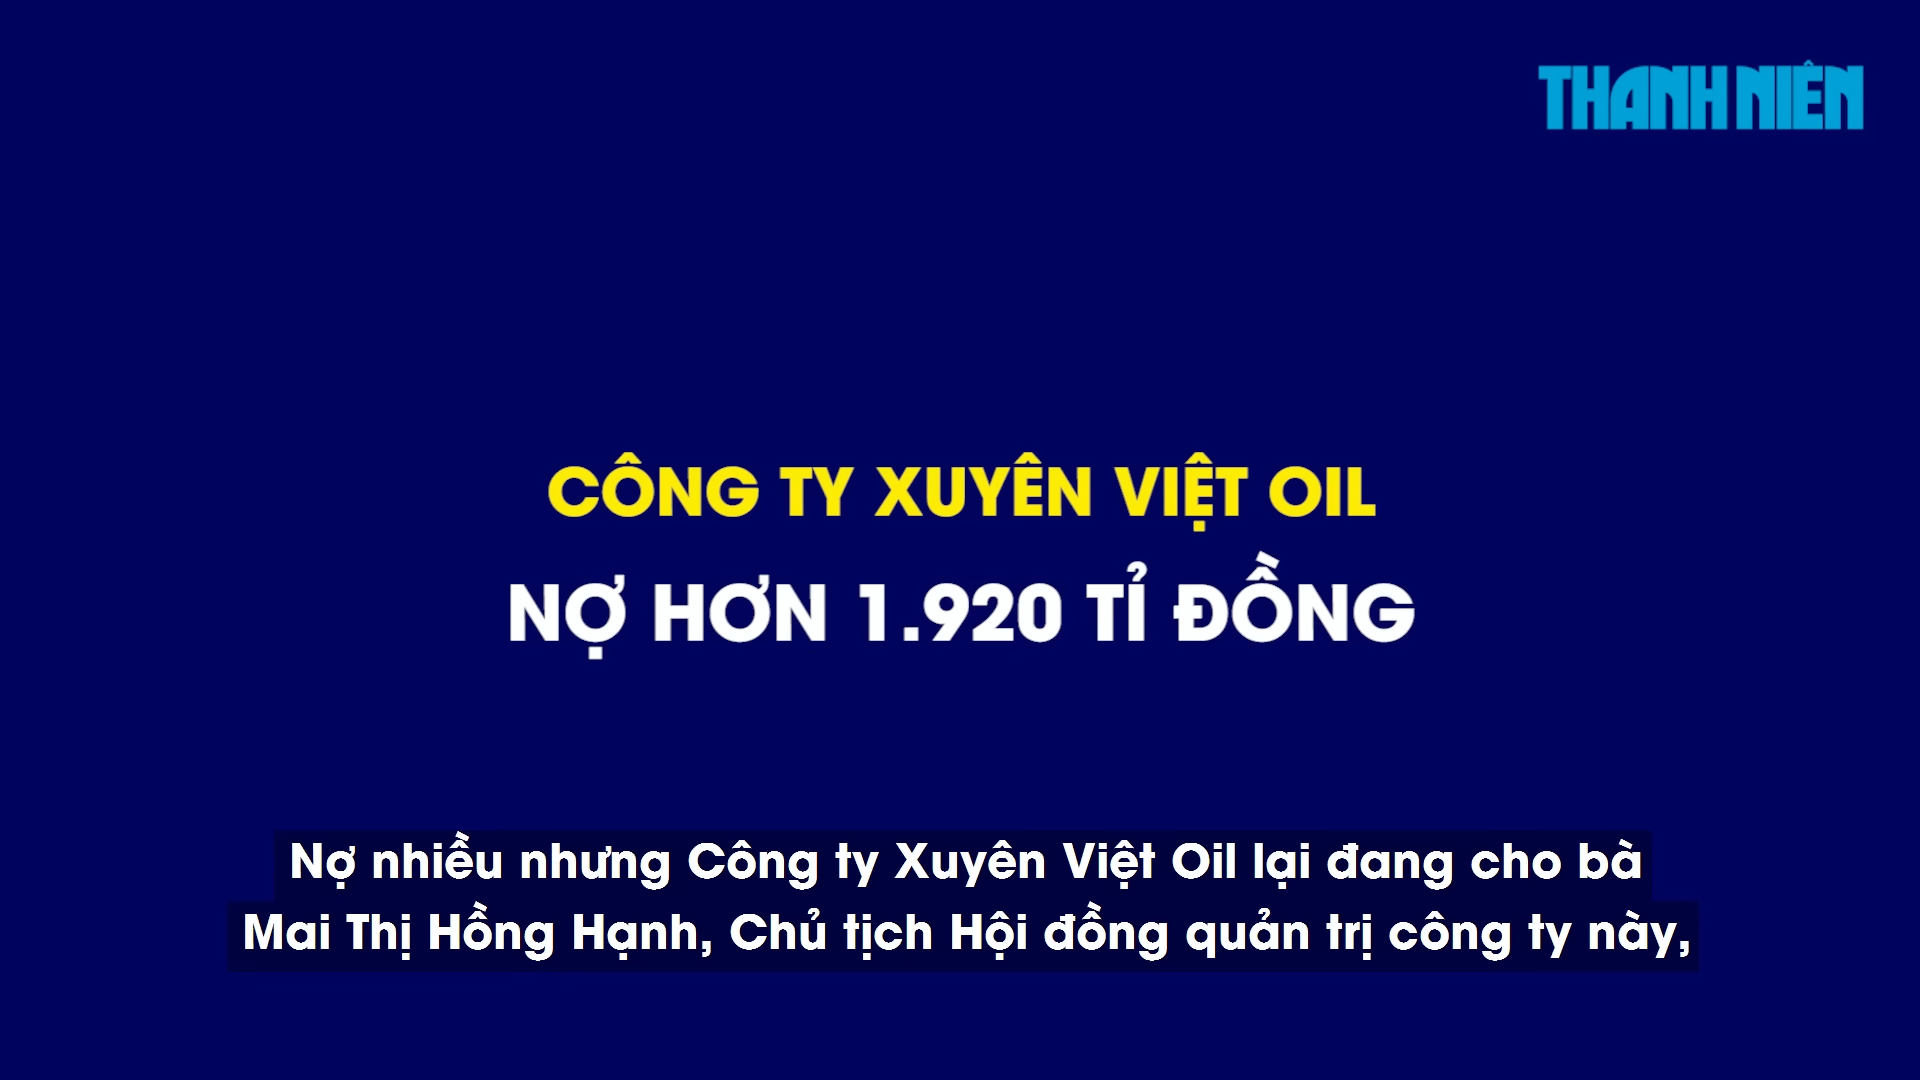 THANH NIÊN
CÔNG TY XUYÊN VIỆT OIL
NỢ HƠN 1.920 TỈ ĐỒNG
Nợ nhiều nhưng Công ty Xuyên Việt Oil lại đang cho bà
Mai Thị Hồng Hạnh, Chủ tịch Hội đồng quản trị công ty này,